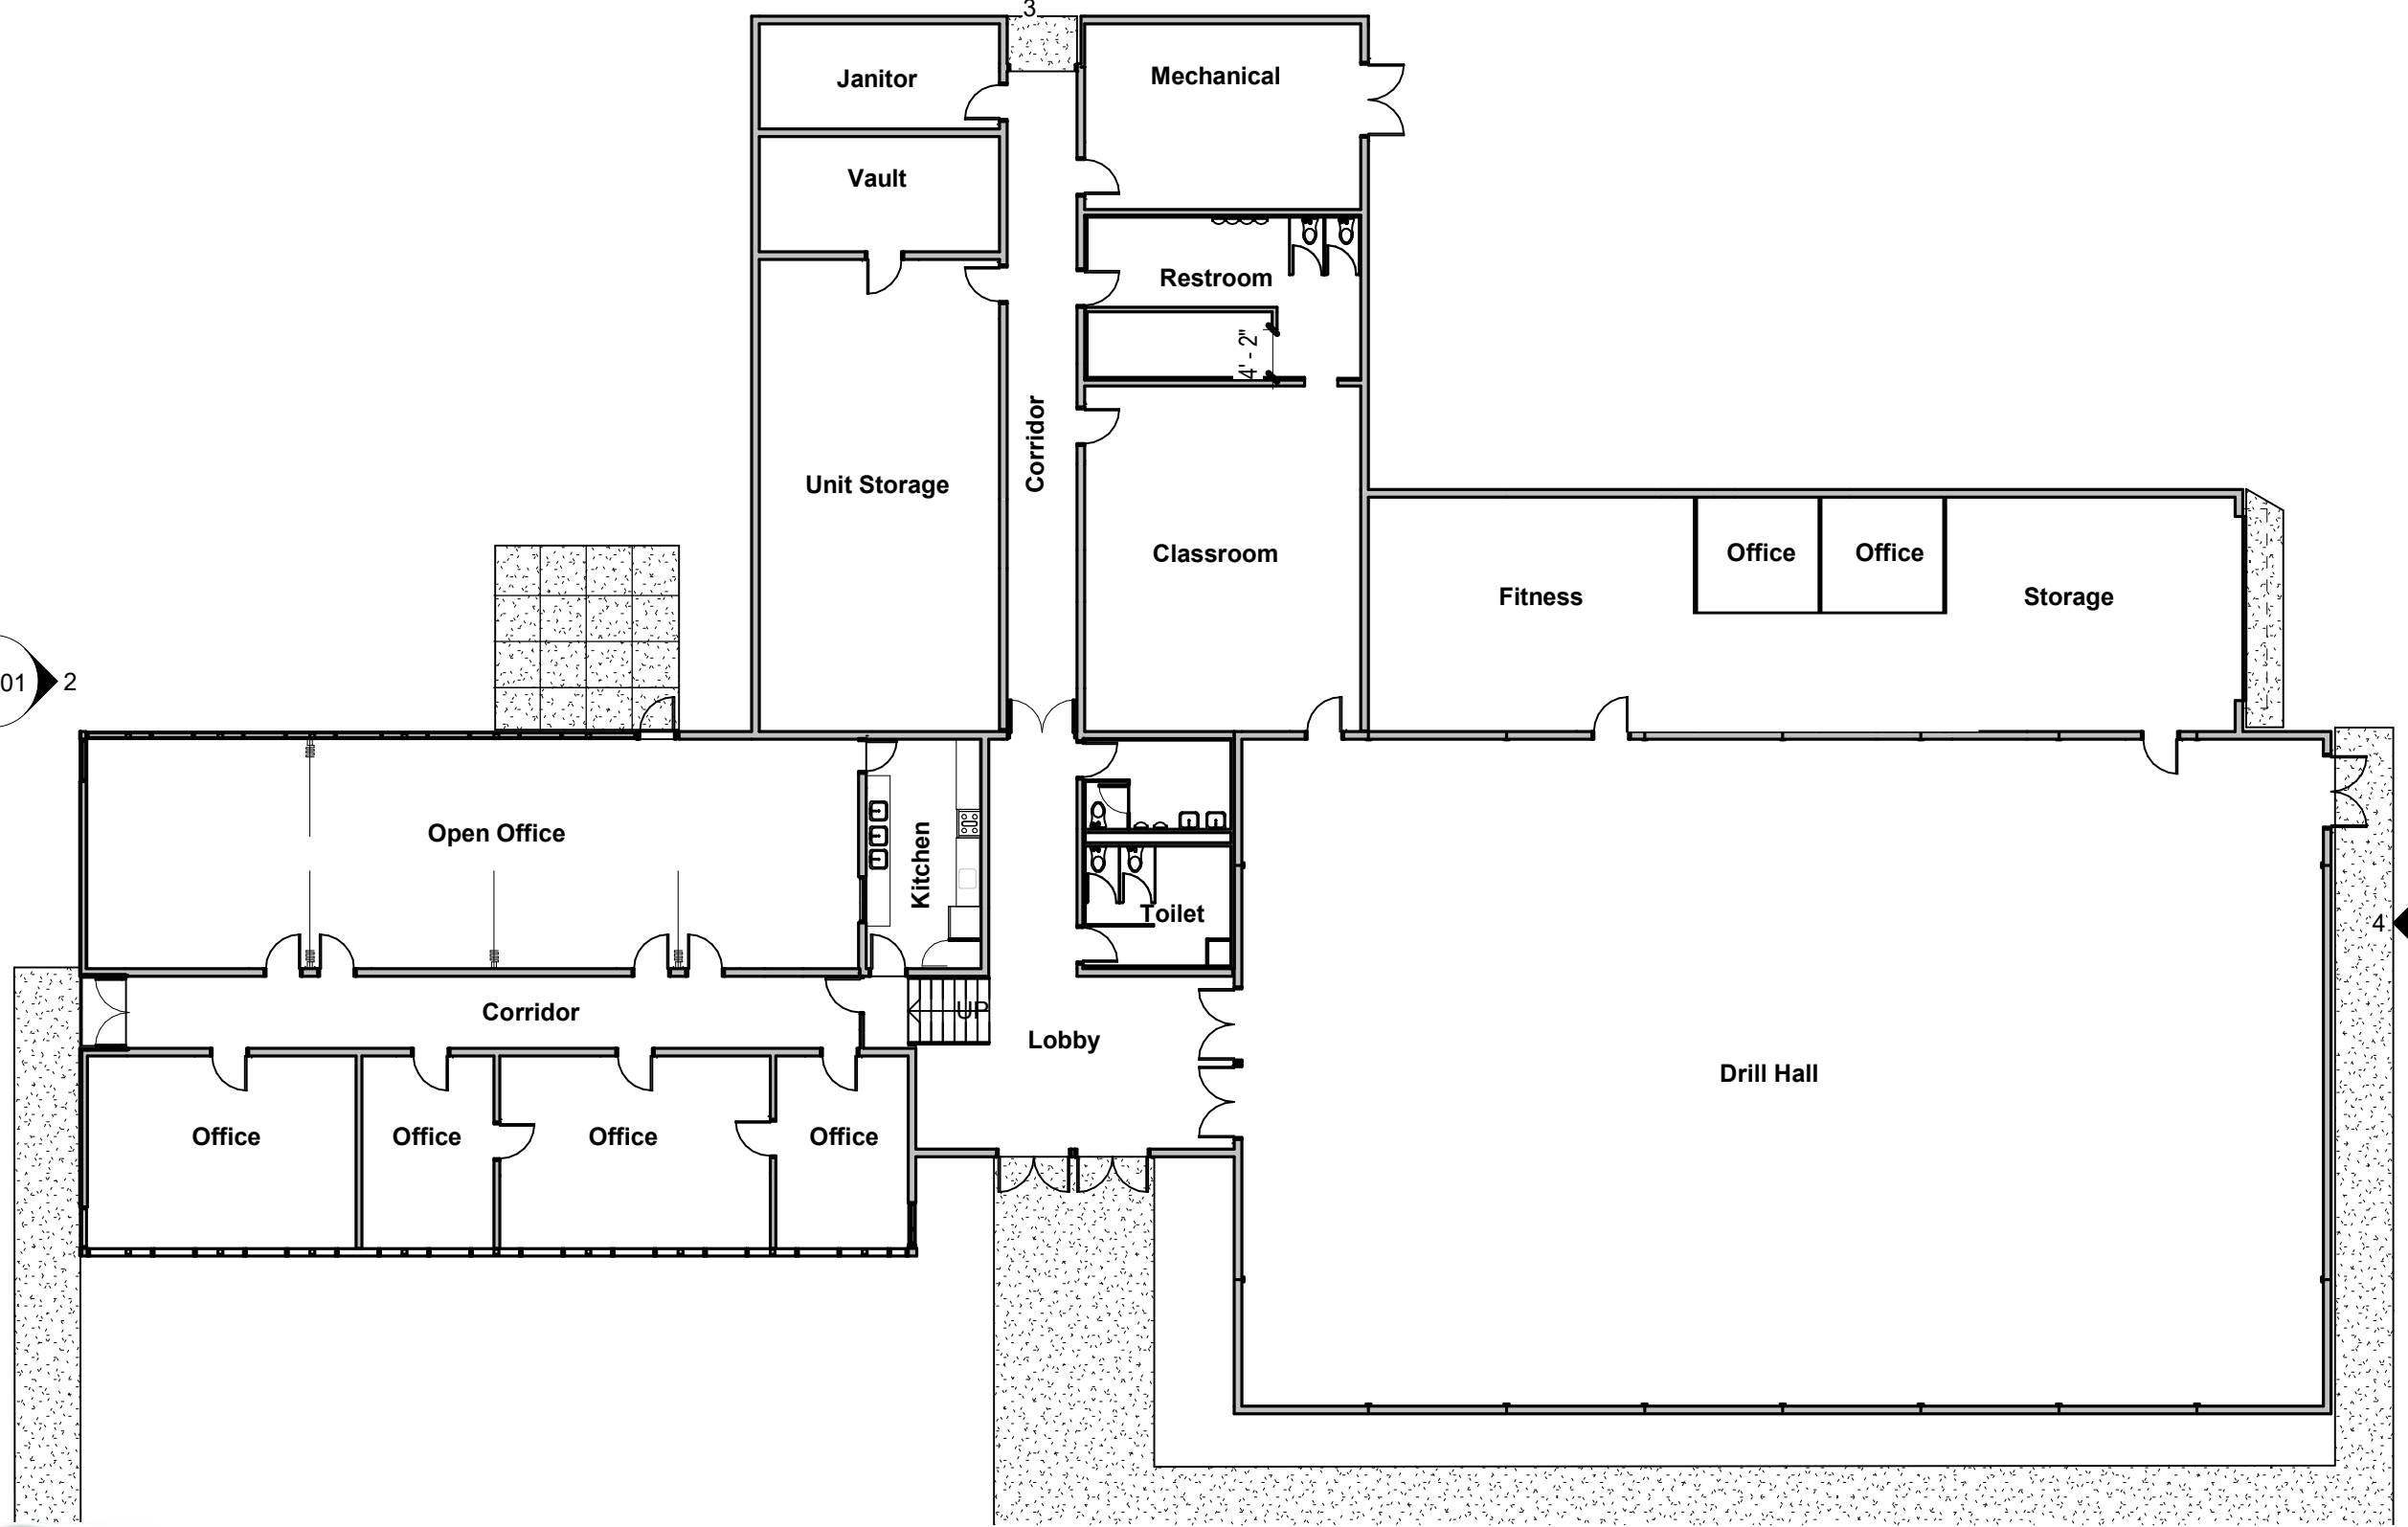 3
Janitor
Mechanical
Vault
Restroom
4' - 2"
Corridor
Unit Storage
Classroom
Office
Office
Fitness
Storage
01
2
Open Office
Kitchen
Toilet
4
Corridor
UP
Lobby
Drill Hall
Office
Office
Office
Office